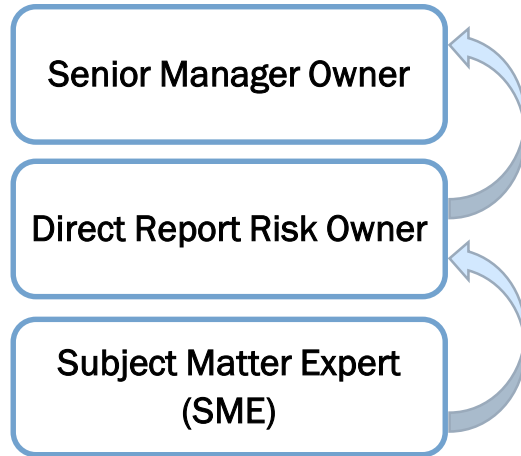 Senior Manager Owner
Direct Report Risk Owner
Subject Matter Expert
(SME)